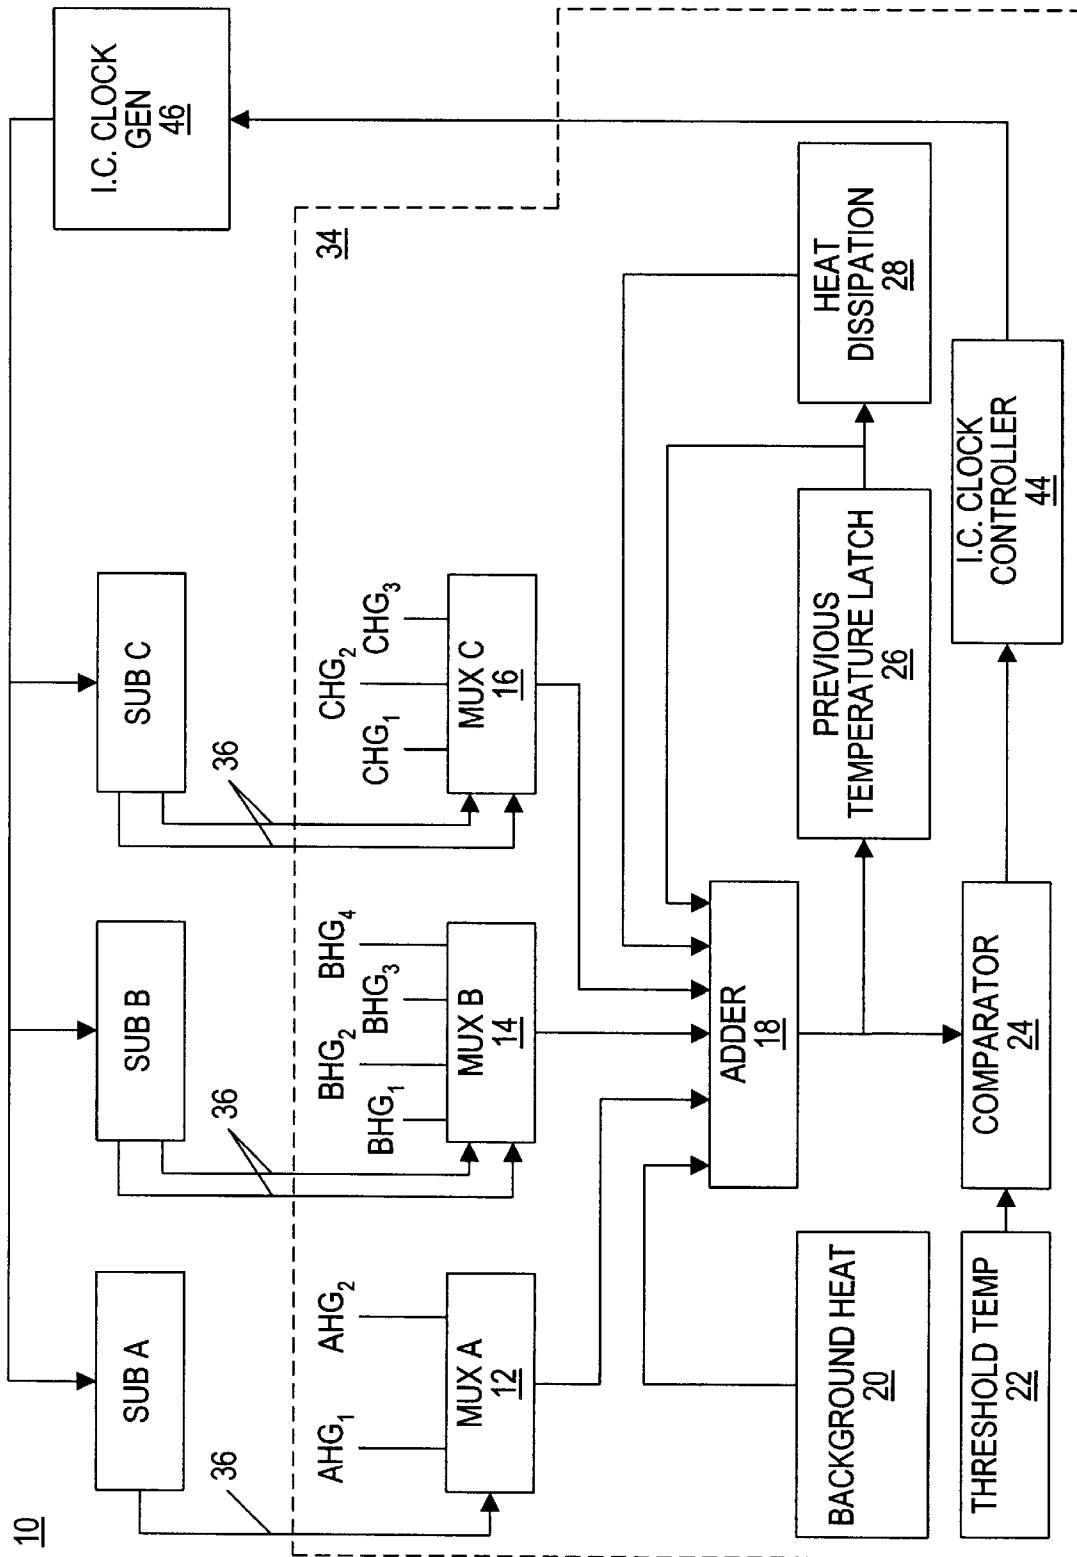 10
SUB A
SUB B
SUB C
I.C. CLOCK
GEN
46
36
36
36
34
AHG1
AHG2
BHG1
BHG2
BHG3
BHG4
CHG1
CHG2
CHG3
MUX A
12
MUX B
14
MUX C
16
BACKGROUND HEAT
20
ADDER
18
PREVIOUS
TEMPERATURE LATCH
26
HEAT
DISSIPATION
28
THRESHOLD TEMP
22
COMPARATOR
24
I.C. CLOCK
CONTROLLER
44